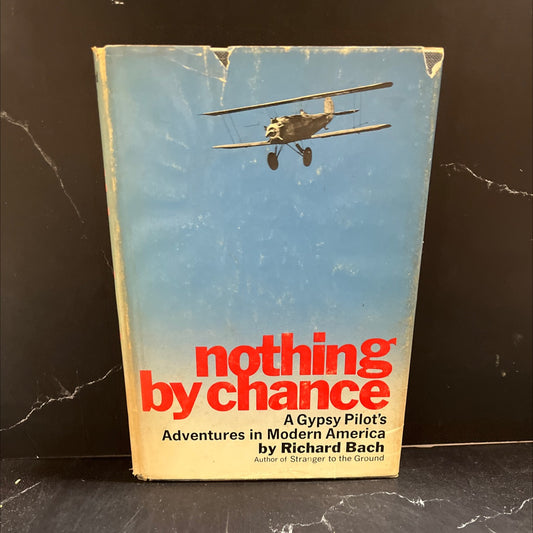 nothing
by chance
A Gypsy Pilot's
Adventures in Modern America
by Richard Bach
Author of Stranger to the Ground